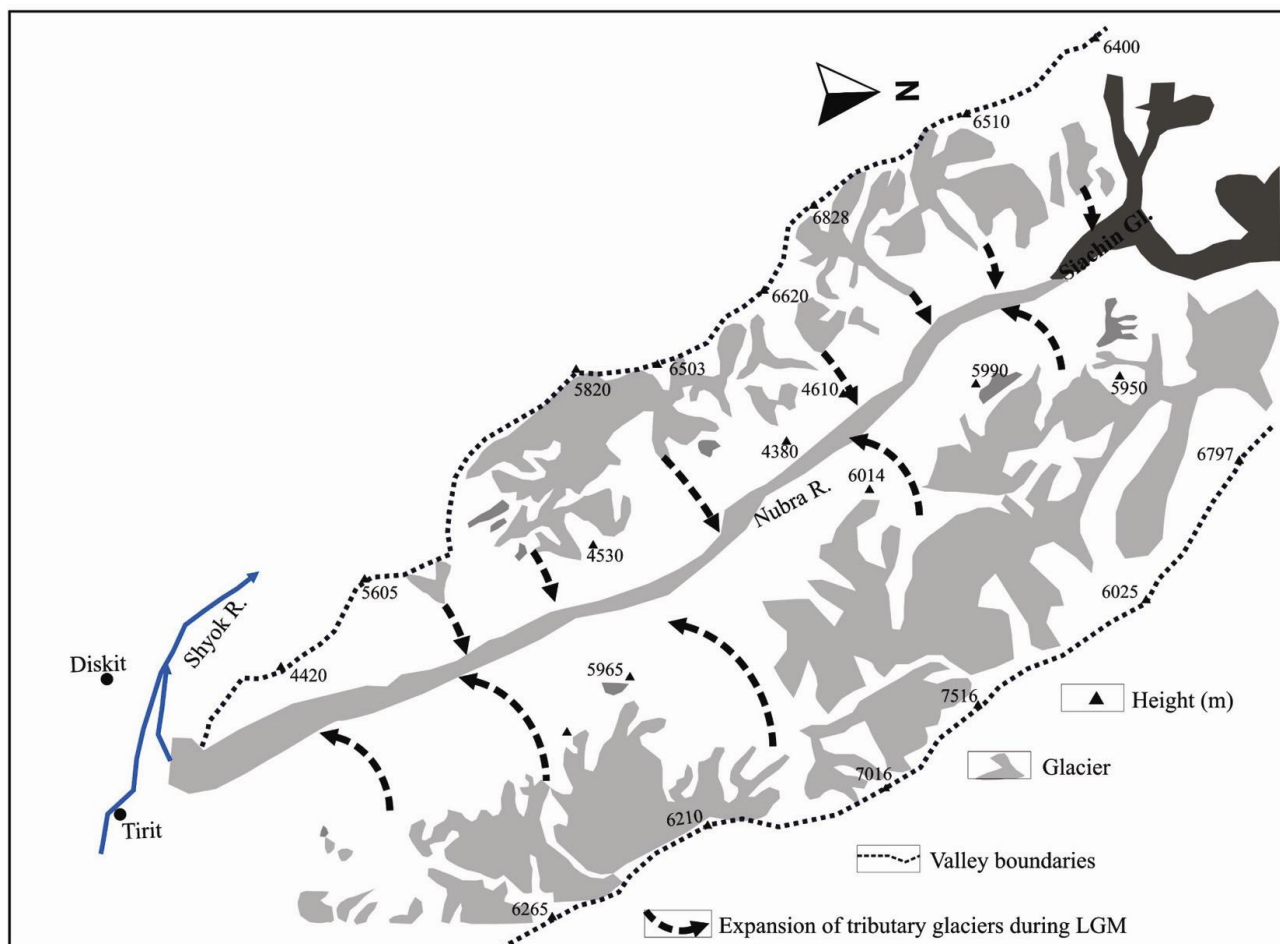 6400
N
6510
6828
Siachin Gl.
6620
6503
5820
4610
5990
5950
4380
6797
6014
Nubra R.
4530
5605
6025
Shyok R.
Diskit
4420
5965
7516
Height (m)
Glacier
7016
Tirit
6210
Valley boundaries
6265
Expansion of tributary glaciers during LGM